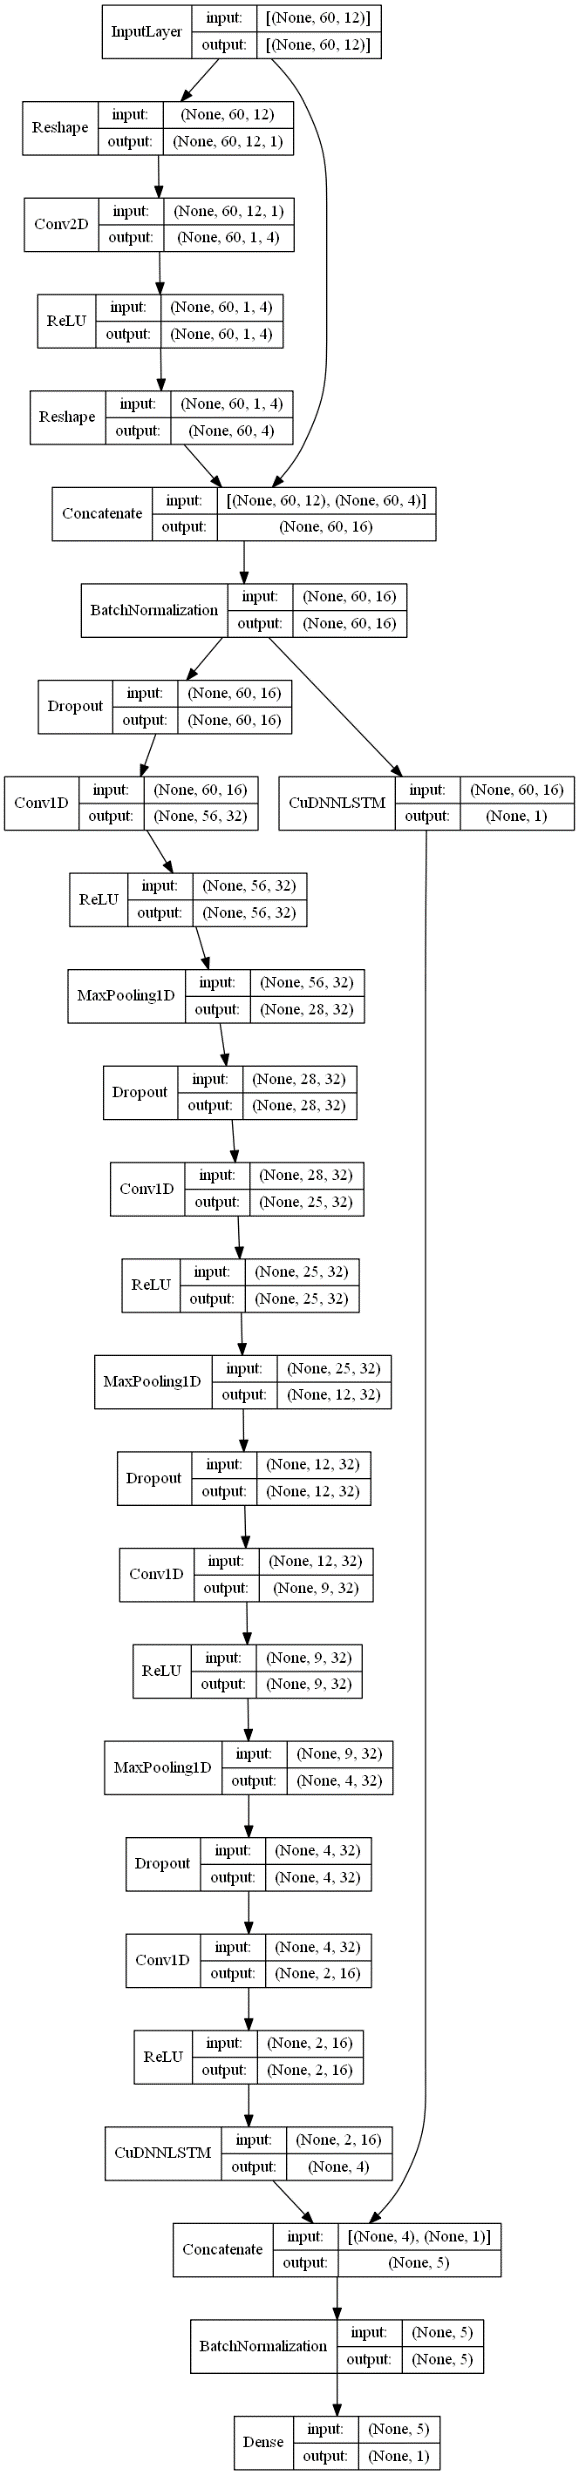 InputLayer
input: [(None, 60, 12)]
output: [(None, 60, 12)]
Reshape
input: (None, 60, 12)
output: (None, 60, 12, 1)
Conv2D
input: (None, 60, 12, 1)
output: (None, 60, 1, 4)
ReLU
input: (None, 60, 1, 4)
output: (None, 60, 1, 4)
Reshape
input: (None, 60, 1, 4)
output: (None, 60, 4)
Concatenate
input: [(None, 60, 12), (None, 60, 4)]
output: (None, 60, 16)
BatchNormalization
input: (None, 60, 16)
output: (None, 60, 16)
Dropout
input: (None, 60, 16)
output: (None, 60, 16)
Conv1D
input: (None, 60, 16)
output: (None, 56, 32)
CuDNNLSTM
input: (None, 60, 16)
output: (None, 1)
ReLU
input: (None, 56, 32)
output: (None, 56, 32)
MaxPooling1D
input: (None, 56, 32)
output: (None, 28, 32)
Dropout
input: (None, 28, 32)
output: (None, 28, 32)
Conv1D
input: (None, 28, 32)
output: (None, 25, 32)
ReLU
input: (None, 25, 32)
output: (None, 25, 32)
MaxPooling1D
input: (None, 25, 32)
output: (None, 12, 32)
Dropout
input: (None, 12, 32)
output: (None, 12, 32)
Conv1D
input: (None, 12, 32)
output: (None, 9, 32)
ReLU
input: (None, 9, 32)
output: (None, 9, 32)
MaxPooling1D
input: (None, 9, 32)
output: (None, 4, 32)
Dropout
input: (None, 4, 32)
output: (None, 4, 32)
Conv1D
input: (None, 4, 32)
output: (None, 2, 16)
ReLU
input: (None, 2, 16)
output: (None, 2, 16)
CuDNNLSTM
input: (None, 2, 16)
output: (None, 4)
Concatenate
input: [(None, 4), (None, 1)]
output: (None, 5)
BatchNormalization
input: (None, 5)
output: (None, 5)
Dense
input: (None, 5)
output: (None, 1)